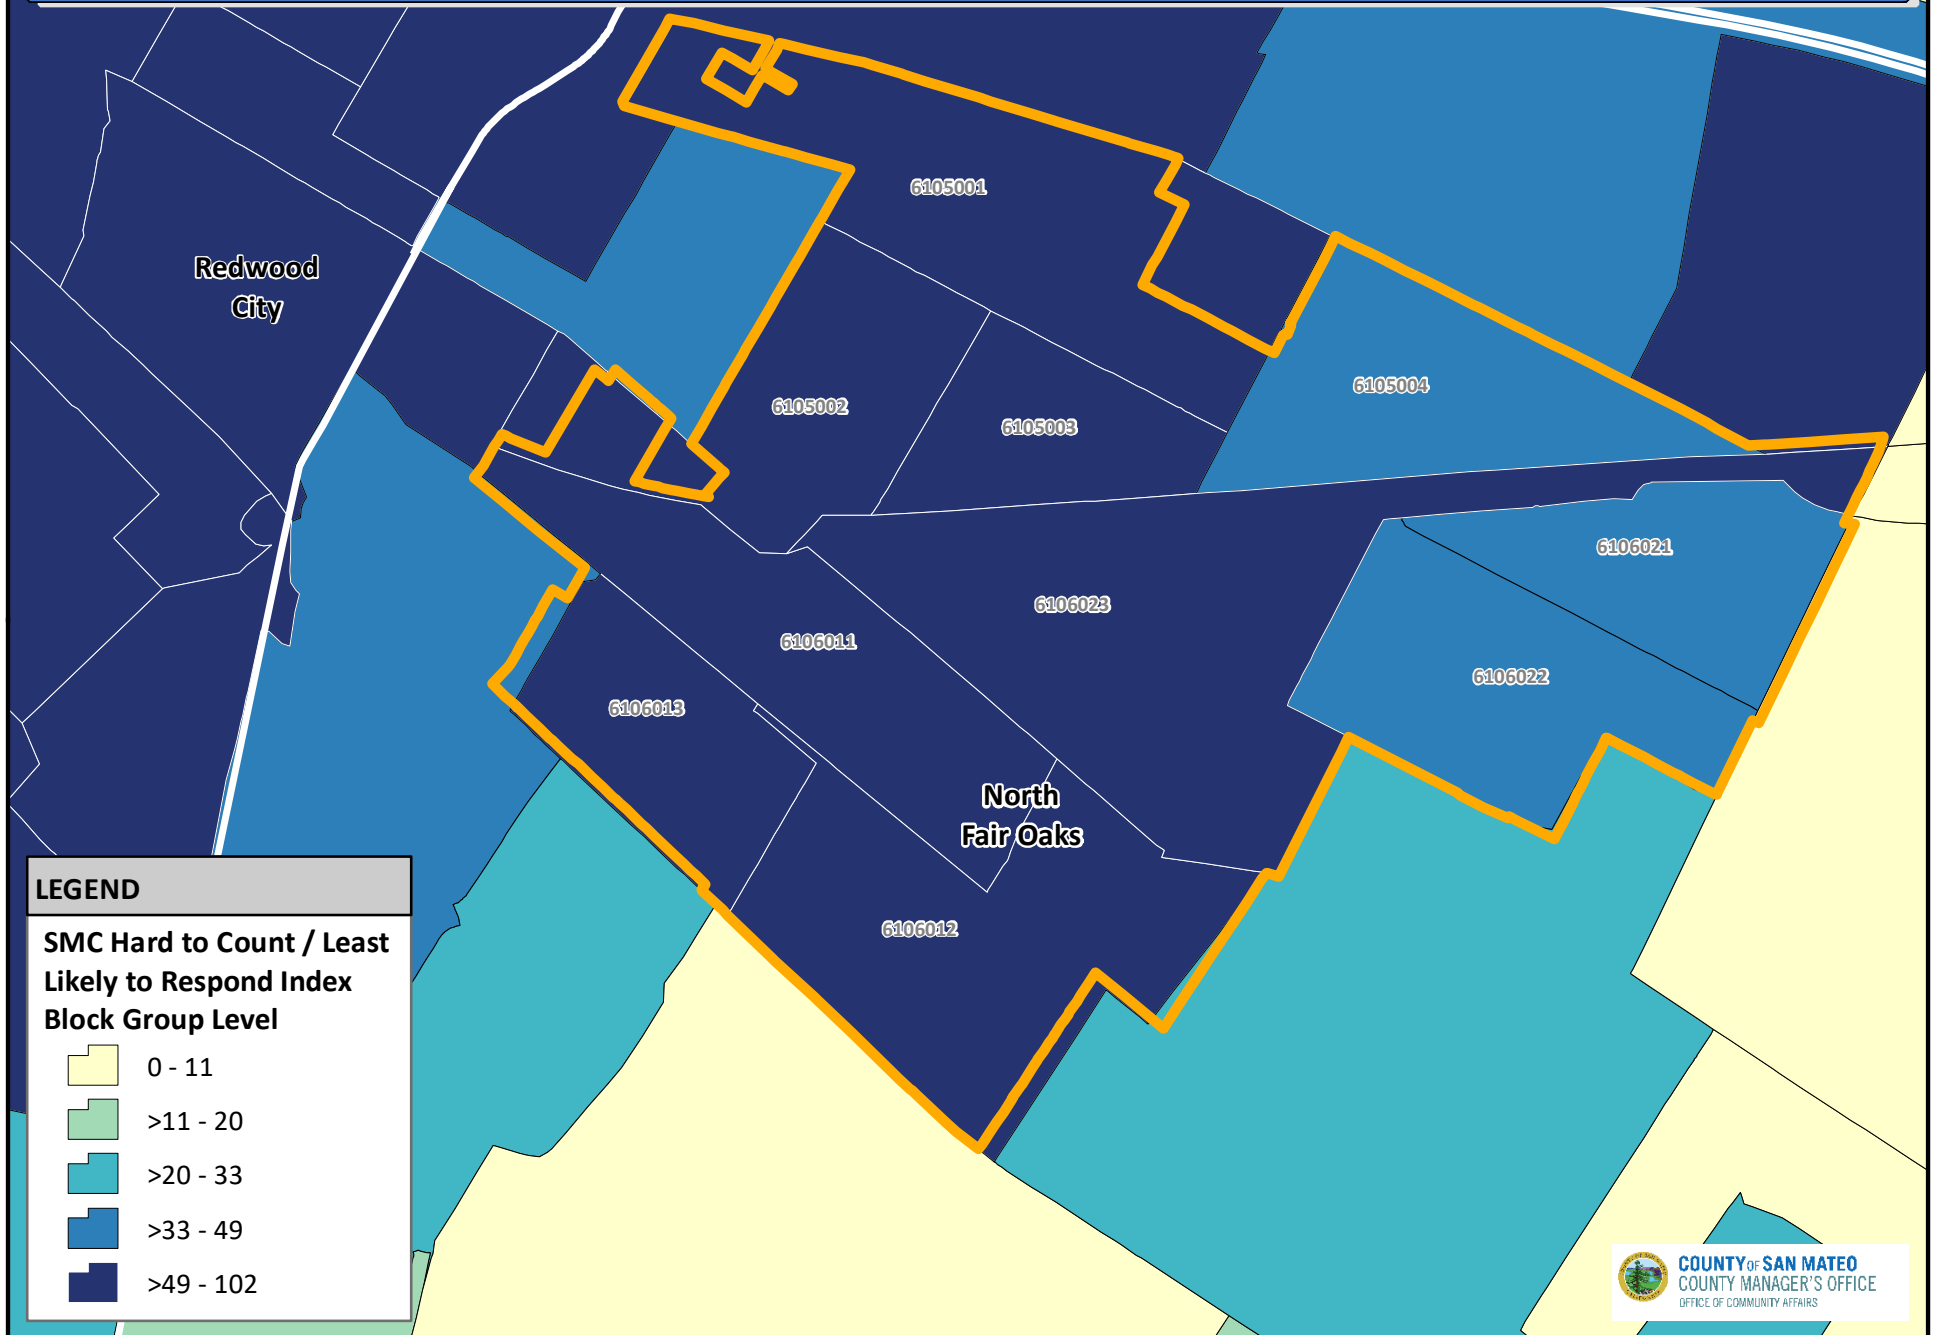 6105001
Redwood
City
6105004
6105002
6105003
6106021
6106023
6106011
6106022
6106013
North
Fair Oaks
6106012
LEGEND
SMC Hard to Count / Least
Likely to Respond Index
Block Group Level
0 - 11
>11 - 20
>20 - 33
>33 - 49
>49 - 102
COUNTY OF SAN MATEO
COUNTY MANAGER'S OFFICE
OFFICE OF COMMUNITY AFFAIRS